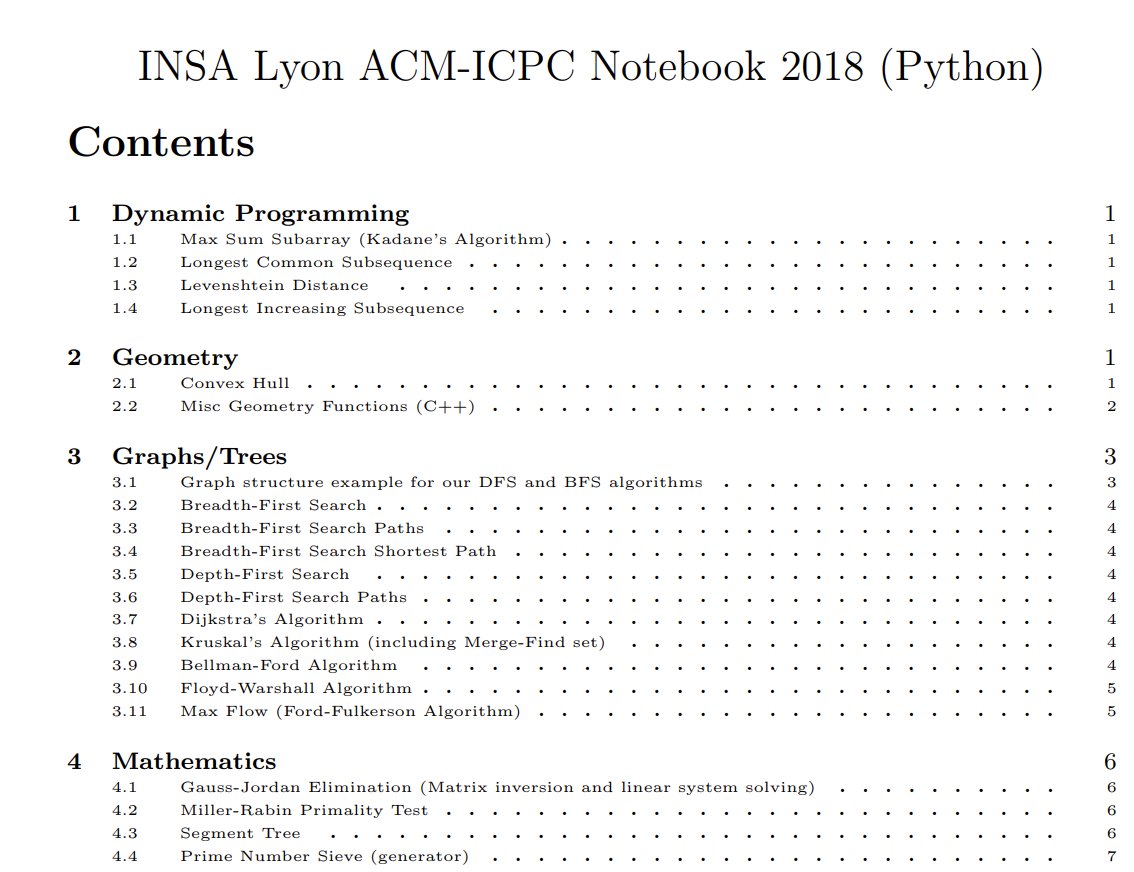 INSA Lyon ACM-ICPC Notebook 2018 (Python)
Contents
1 Dynamic Programming 1
1.1 Max Sum Subarray (Kadane's Algorithm) . . . . . . . . . . . . . . . . . . . . . . 1
1.2 Longest Common Subsequence . . . . . . . . . . . . . . . . . . . . . . . . . . 1
1.3 Levenshtein Distance . . . . . . . . . . . . . . . . . . . . . . . . . . . . . 1
1.4 Longest Increasing Subsequence . . . . . . . . . . . . . . . . . . . . . . . . . 1
2 Geometry 1
2.1 Convex Hull . . . . . . . . . . . . . . . . . . . . . . . . . . . . . . . . . 1
2.2 Misc Geometry Functions (C++) . . . . . . . . . . . . . . . . . . . . . . . . . 2
3 Graphs/Trees 3
3.1 Graph structure example for our DFS and BFS algorithms . . . . . . . . . . . . . . . 3
3.2 Breadth-First Search . . . . . . . . . . . . . . . . . . . . . . . . . . . . . . 4
3.3 Breadth-First Search Paths . . . . . . . . . . . . . . . . . . . . . . . . . . . 4
3.4 Breadth-First Search Shortest Path . . . . . . . . . . . . . . . . . . . . . . . . 4
3.5 Depth-First Search . . . . . . . . . . . . . . . . . . . . . . . . . . . . . . 4
3.6 Depth-First Search Paths . . . . . . . . . . . . . . . . . . . . . . . . . . . . 4
3.7 Dijkstra's Algorithm . . . . . . . . . . . . . . . . . . . . . . . . . . . . . . 4
3.8 Kruskal's Algorithm (including Merge-Find set) . . . . . . . . . . . . . . . . . . . 4
3.9 Bellman-Ford Algorithm . . . . . . . . . . . . . . . . . . . . . . . . . . . . 4
3.10 Floyd-Warshall Algorithm . . . . . . . . . . . . . . . . . . . . . . . . . . . . 5
3.11 Max Flow (Ford-Fulkerson Algorithm) . . . . . . . . . . . . . . . . . . . . . . . 5
4 Mathematics 6
4.1 Gauss-Jordan Elimination (Matrix inversion and linear system solving) . . . . . . . . . . 6
4.2 Miller-Rabin Primality Test . . . . . . . . . . . . . . . . . . . . . . . . . . . 6
4.3 Segment Tree . . . . . . . . . . . . . . . . . . . . . . . . . . . . . . . . 6
4.4 Prime Number Sieve (generator) . . . . . . . . . . . . . . . . . . . . . . . . . 7